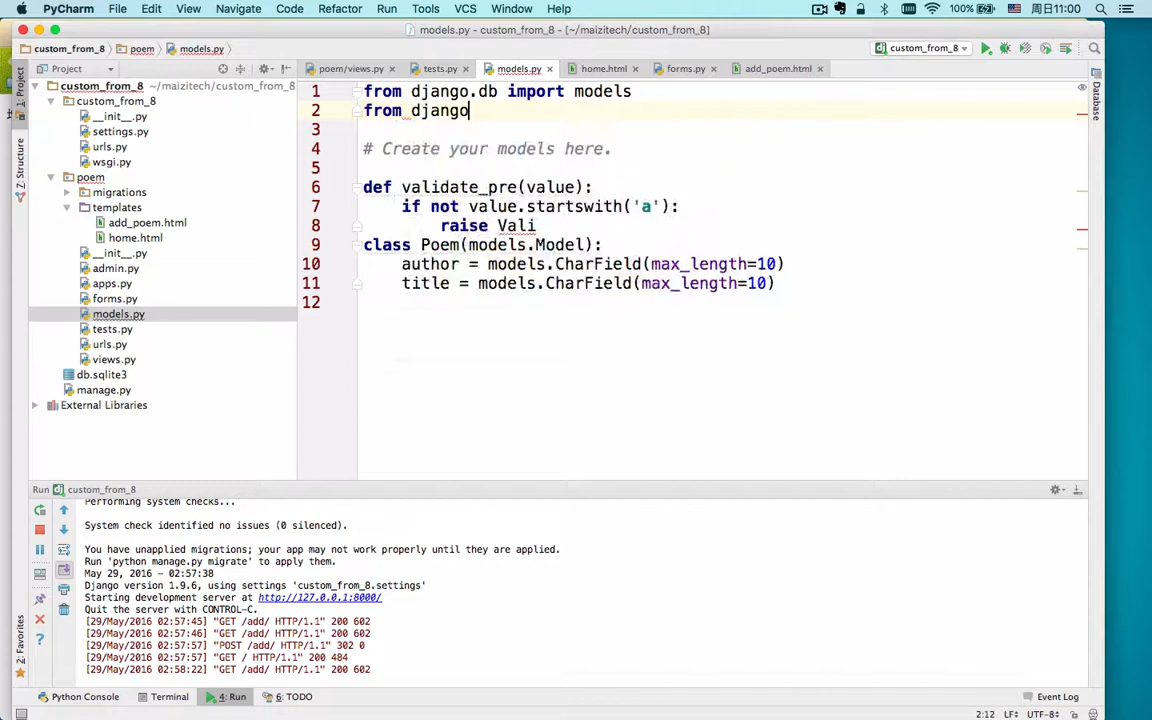 PyCharm File Edit View Navigate Code Refactor Run Tools VCS Window Help 100% 周日11:00
models.py - custom_from_8 - [~/maizitech/custom_from_8]
custom_from_8 poem models.py custom_from_8
Project poem/views.py tests.py models.py home.html forms.py add_poem.html
1: Project
Z: Structure
2: Favorites
Database
custom_from_8 ~/maizitech/custom_from_8
custom_from_8
__init__.py
settings.py
urls.py
wsgi.py
poem
migrations
templates
add_poem.html
home.html
__init__.py
admin.py
apps.py
forms.py
models.py
tests.py
urls.py
views.py
db.sqlite3
manage.py
External Libraries
1 from django.db import models
2 from django
3
4 # Create your models here.
5
6 def validate_pre(value):
7 if not value.startswith('a'):
8 raise Vali
9 class Poem(models.Model):
10 author = models.CharField(max_length=10)
11 title = models.CharField(max_length=10)
12
Run custom_from_8
Performing system checks...
System check identified no issues (0 silenced).
You have unapplied migrations; your app may not work properly until they are applied.
Run 'python manage.py migrate' to apply them.
May 29, 2016 - 02:57:38
Django version 1.9.6, using settings 'custom_from_8.settings'
Starting development server at http://127.0.0.1:8000/
Quit the server with CONTROL-C.
[29/May/2016 02:57:45] "GET /add/ HTTP/1.1" 200 602
[29/May/2016 02:57:46] "GET /add/ HTTP/1.1" 200 602
[29/May/2016 02:57:57] "POST /add/ HTTP/1.1" 302 0
[29/May/2016 02:57:57] "GET / HTTP/1.1" 200 484
[29/May/2016 02:58:22] "GET /add/ HTTP/1.1" 200 602
Python Console Terminal 4: Run 6: TODO Event Log
2:12 LF UTF-8